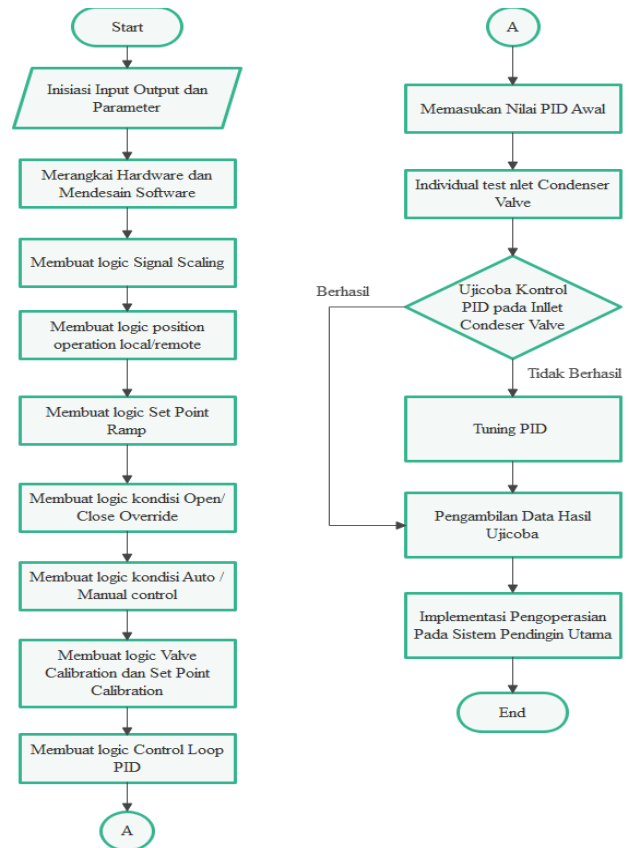 Start
Inisiasi Input Output dan
Parameter
Merangkai Hardware dan
Mendesain Software
Membuat logic Signal Scaling
Membuat logic position
operation local/remote
Membuat logic Set Point
Ramp
Membuat logic kondisi Open/
Close Override
Membuat logic kondisi Auto /
Manual control
Membuat logic Valve
Calibration dan Set Point
Calibration
Membuat logic Control Loop
PID
A
A
Memasukan Nilai PID Awal
Individual test nlet Condenser
Valve
Ujicoba Kontrol
PID pada Inllet
Condeser Valve
Berhasil
Tidak Berhasil
Tuning PID
Pengambilan Data Hasil
Ujicoba
Implementasi Pengoperasian
Pada Sistem Pendingin Utama
End